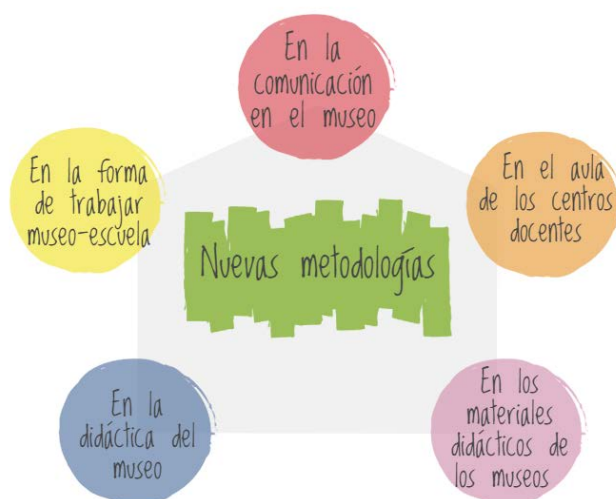 En la
comunicación
en el museo
En la forma
de trabajar
museo-escuela
En el aula
de los centros
docentes
Nuevas metodologías
En la
didáctica del
museo
En los
materiales
didácticos de
los museos